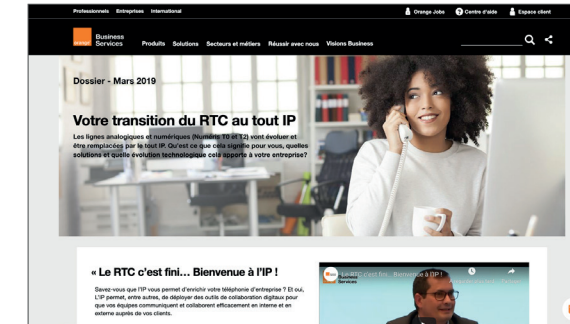 Professionnels Entreprises International
Orange Jobs Centre d'aide Espace client
Business
Services
orange
Produits Solutions Secteurs et métiers Réussir avec nous Visions Business
Dossier - Mars 2019
Votre transition du RTC au tout IP
Les lignes analogiques et numériques (Numéris T0 et T2) vont évoluer et
être remplacées par le tout IP. Qu'est ce que cela signifie pour vous, quelles
solutions et quelle évolution technologique cela apporte à votre entreprise?
« Le RTC c'est fini… Bienvenue à l'IP !
Savez-vous que l'IP vous permet d'enrichir votre téléphonie d'entreprise ? Et oui,
L'IP permet, entre autres, de déployer des outils de collaboration digitaux pour
que vos équipes communiquent et collaborent efficacement en interne et en
externe auprès de vos clients.
Le RTC c'est fini... Bienvenue à l'IP !
Business
Services